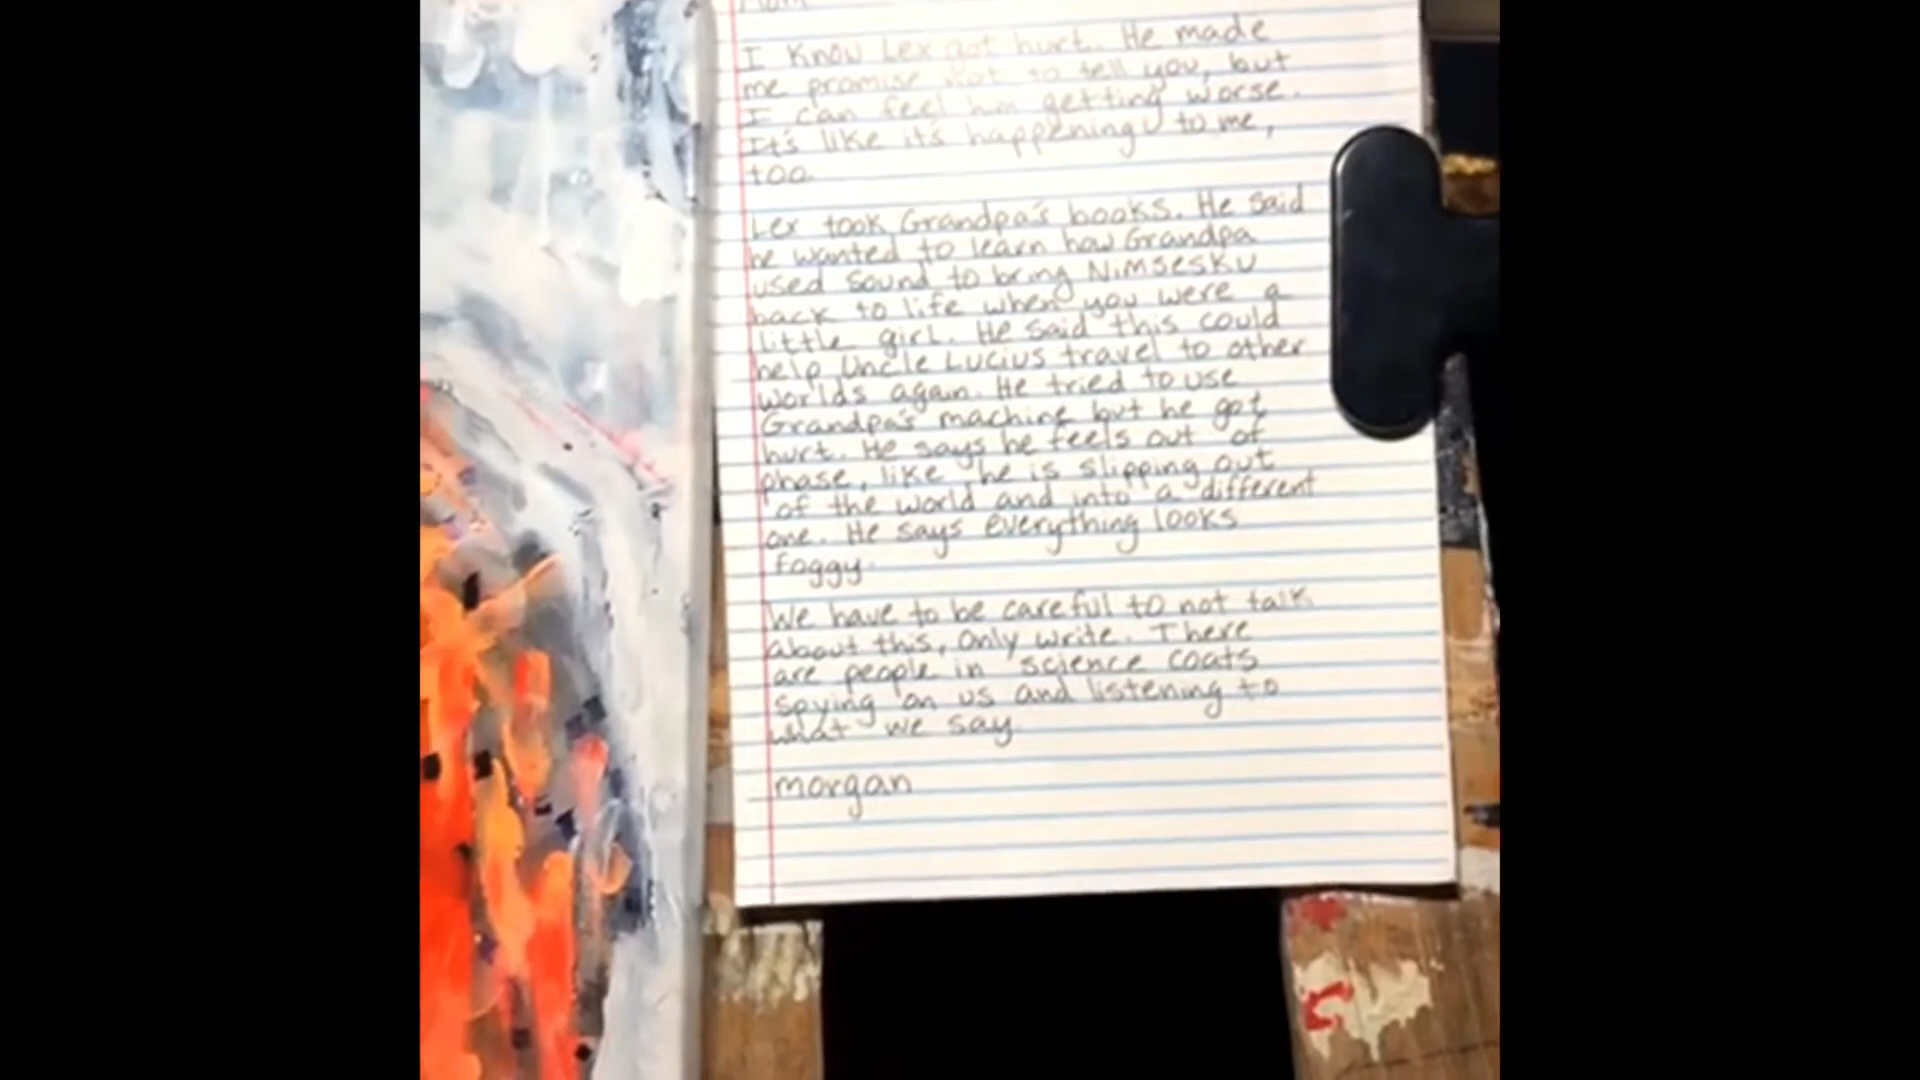 Mom
I know Lex got hurt. He made
me promise not to tell you, but
I can feel him getting worse.
It's like it's happening to me,
too.
Lex took Grandpa's books. He said
he wanted to learn how Grandpa
used sound to bring Nimsesku
back to life when you were a
little girl. He said this could
help Uncle Lucius travel to other
worlds again. He tried to use
Grandpa's machine but he got
hurt. He says he feels out of
phase, like he is slipping out
of the world and into a different
one. He says everything looks
foggy.
We have to be careful to not talk
about this, only write. There
are people in science coats
spying on us and listening to
what we say.
morgan